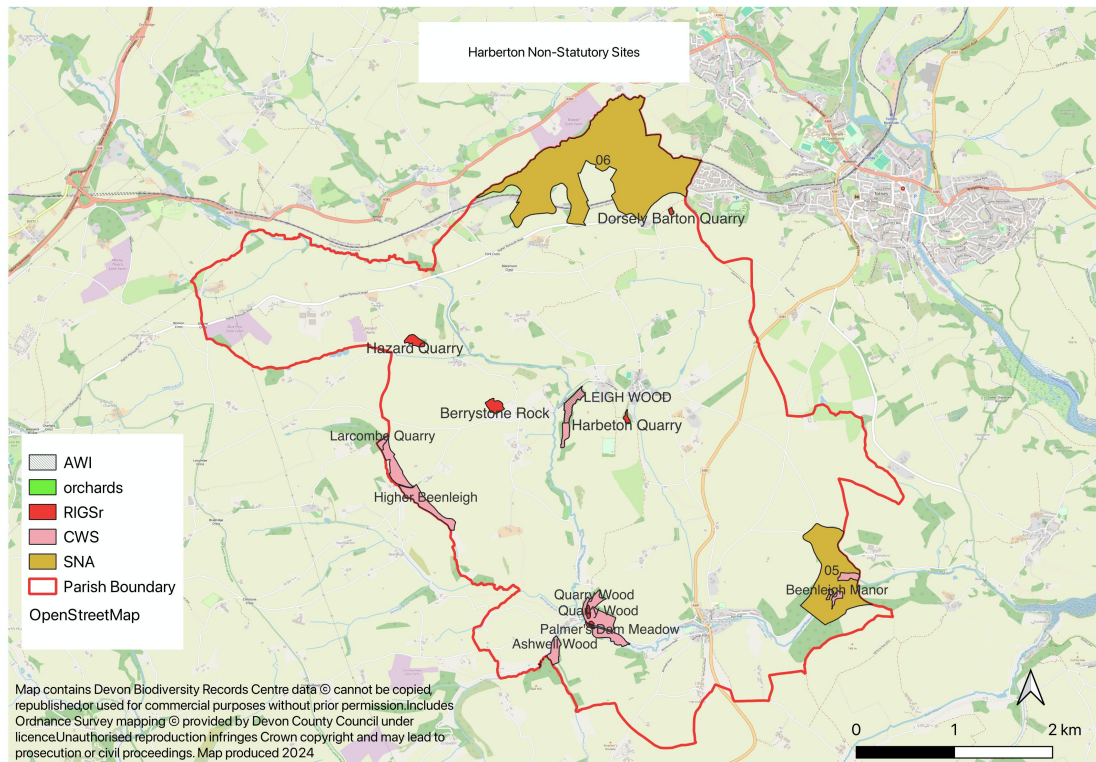 Harberton Non-Statutory Sites
06
Dorsely Barton Quarry
Totnes
Hazard Quarry
LEIGH WOOD
Berrystone Rock
Harbeton Quarry
Larcombe Quarry
Higher Beenleigh
05
Beenleigh Manor
Quarry Wood
Quarry Wood
Palmer's Dam Meadow
Ashwell Wood
AWI
orchards
RIGSr
CWS
SNA
Parish Boundary
OpenStreetMap
Map contains Devon Biodiversity Records Centre data © cannot be copied,
republished,or used for commercial purposes without prior permission.Includes
Ordnance Survey mapping © provided by Devon County Council under
licence.Unauthorised reproduction infringes Crown copyright and may lead to
prosecution or civil proceedings. Map produced 2024
0 1 2 km